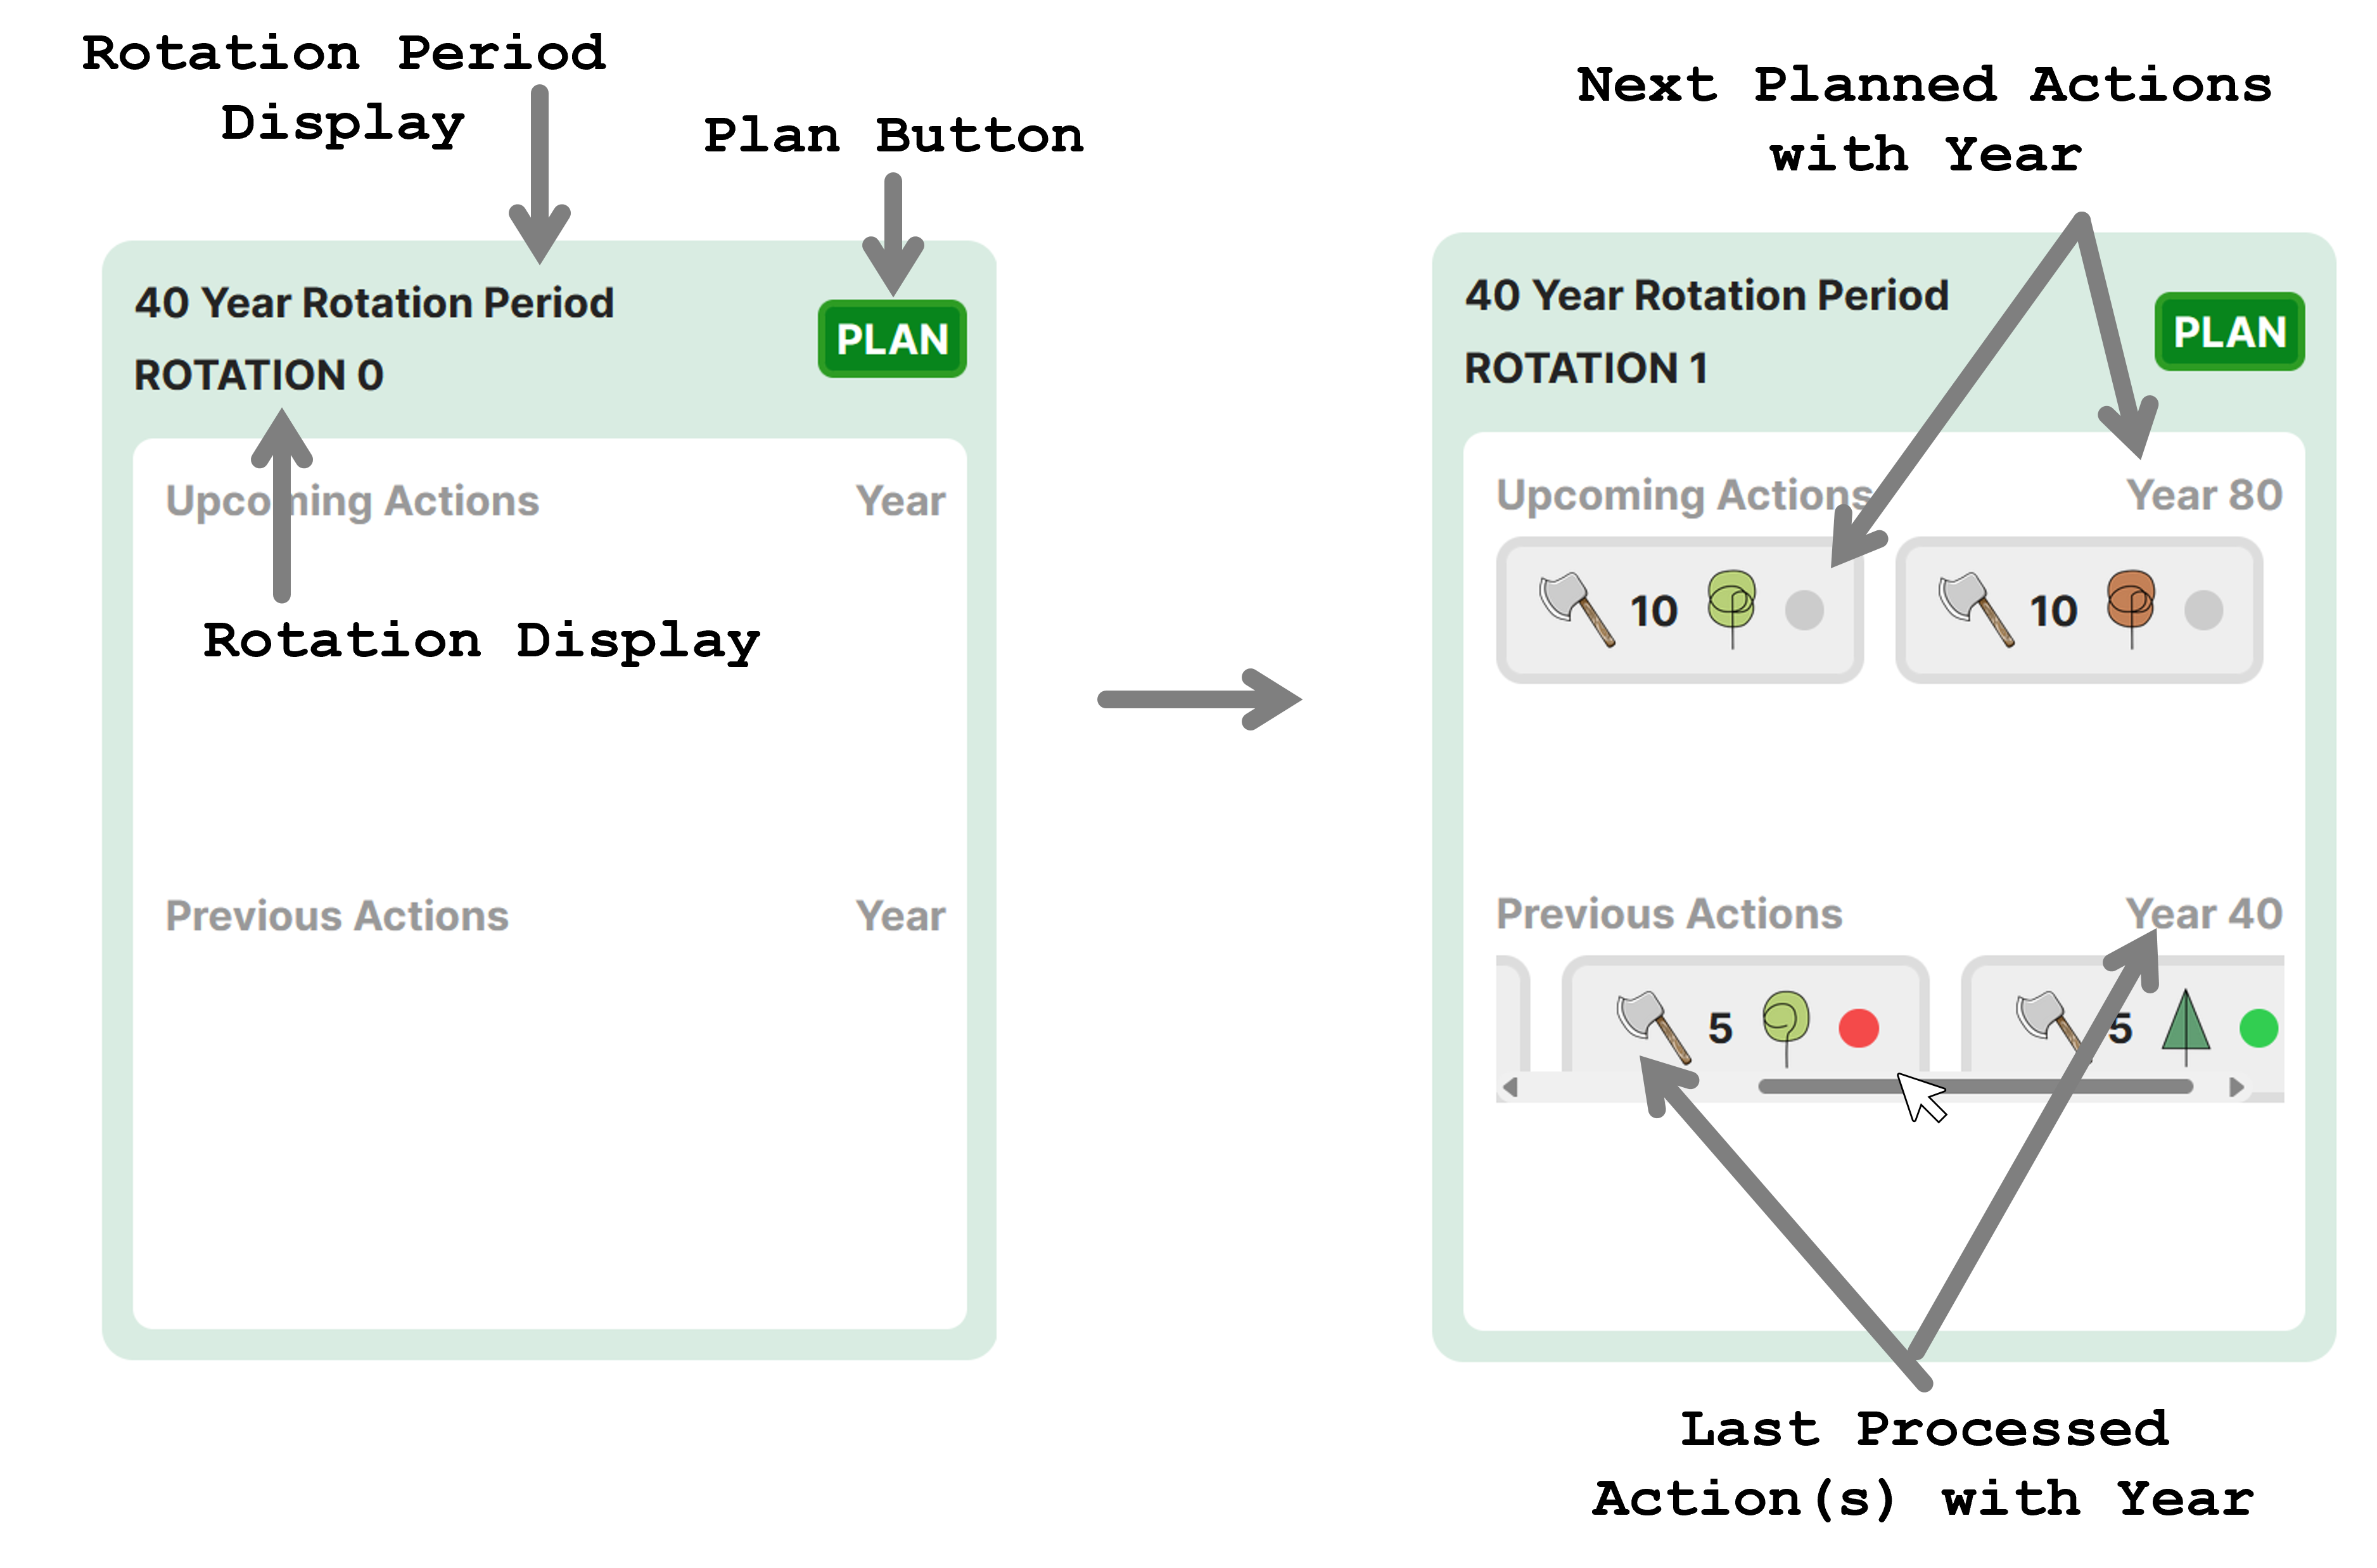 Rotation Period
Display
Plan Button
40 Year Rotation Period
PLAN
ROTATION 0
Upcoming Actions Year
Rotation Display
Previous Actions Year
Next Planned Actions
with Year
40 Year Rotation Period
PLAN
ROTATION 1
Upcoming Actions Year 80
10 10
Previous Actions Year 40
5 5
Last Processed
Action(s) with Year